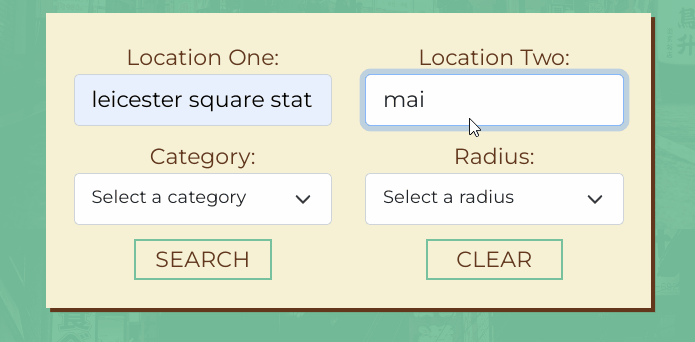 Location One:
Location Two:
leicester square stat
mai
Category:
Radius:
Select a category
Select a radius
SEARCH
CLEAR